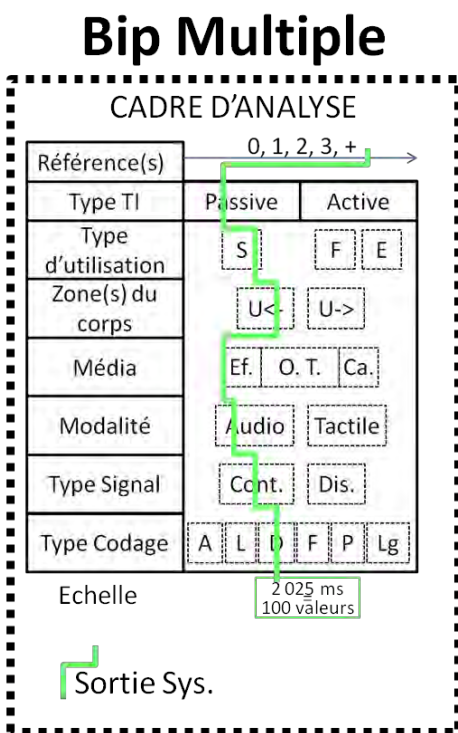 Bip Multiple
CADRE D'ANALYSE
Référence(s) 0, 1, 2, 3, +
Type TI Passive Active
Type d'utilisation S F E
Zone(s) du corps U<- U->
Média Ef. O. T. Ca.
Modalité Audio Tactile
Type Signal Cont. Dis.
Type Codage A L D F P Lg
Echelle 2 025 ms
100 valeurs
Sortie Sys.